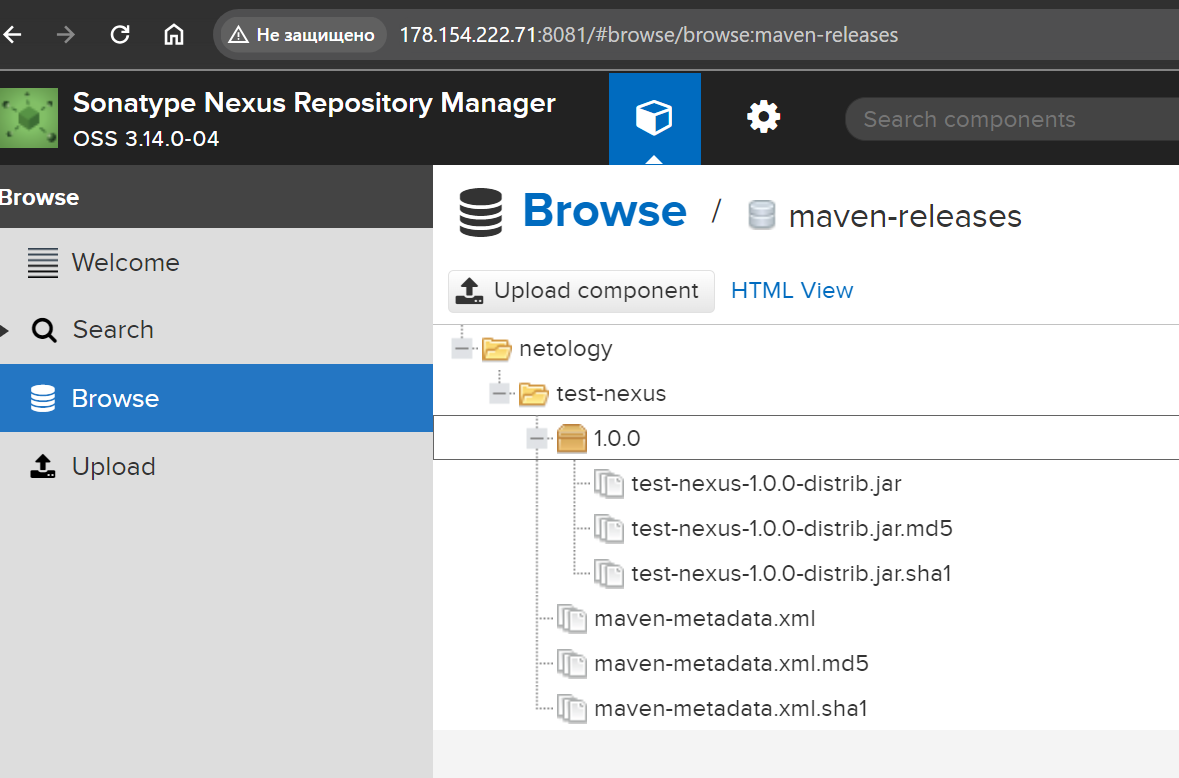 Не защищено 178.154.222.71:8081/#browse/browse:maven-releases
Sonatype Nexus Repository Manager
OSS 3.14.0-04
Search components
Browse
Welcome
Search
Browse
Upload
Browse / maven-releases
Upload component HTML View
netology
test-nexus
1.0.0
test-nexus-1.0.0-distrib.jar
test-nexus-1.0.0-distrib.jar.md5
test-nexus-1.0.0-distrib.jar.sha1
maven-metadata.xml
maven-metadata.xml.md5
maven-metadata.xml.sha1